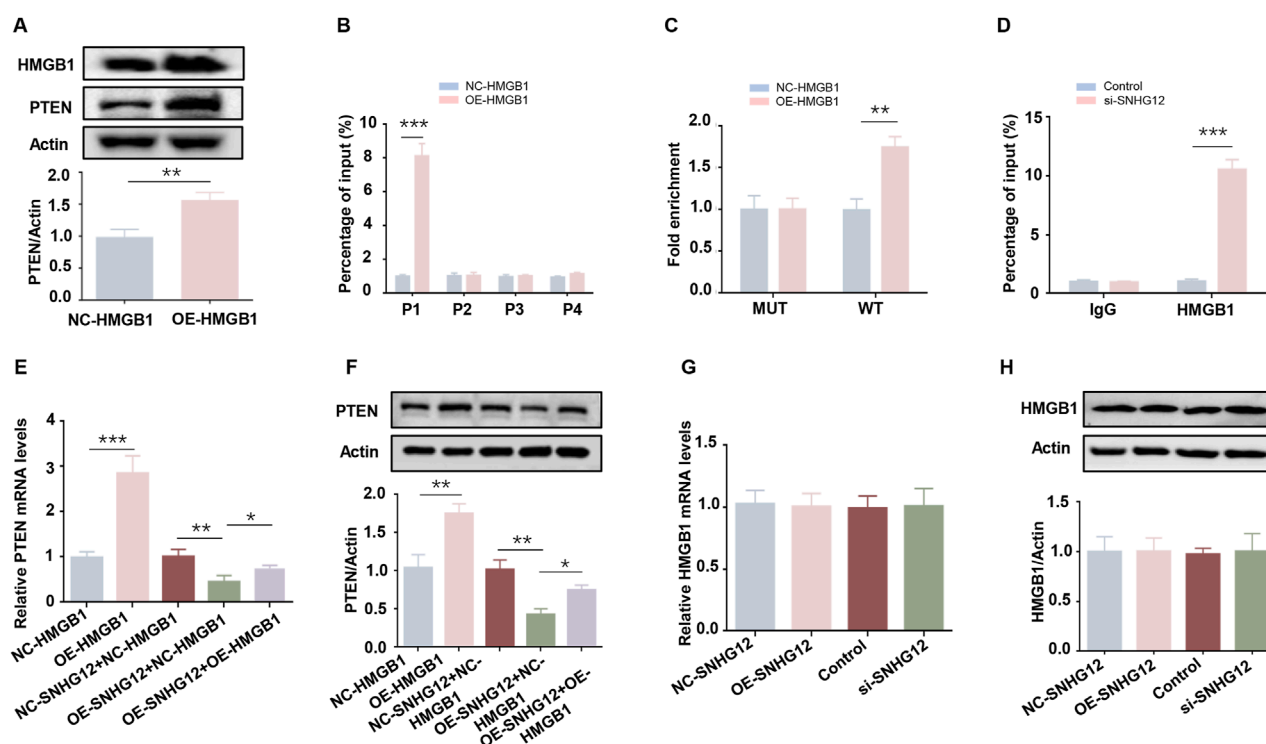 A
HMGB1
PTEN
Actin
**
PTEN/Actin
2.0
1.5
1.0
0.5
0.0
NC-HMGB1
OE-HMGB1
B
NC-HMGB1
OE-HMGB1
Percentage of input (%)
10
8
6
4
2
0
***
P1
P2
P3
P4
C
NC-HMGB1
OE-HMGB1
Fold enrichment
2.0
1.5
1.0
0.5
0.0
**
MUT
WT
D
Control
si-SNHG12
Percentage of input (%)
15
10
5
0
***
IgG
HMGB1
E
Relative PTEN mRNA levels
4
3
2
1
0
***
**
*
NC-HMGB1
OE-HMGB1
NC-SNHG12+NC-HMGB1
OE-SNHG12+NC-HMGB1
OE-SNHG12+OE-HMGB1
F
PTEN
Actin
PTEN/Actin
2.0
1.5
1.0
0.5
0.0
**
**
*
NC-HMGB1
OE-HMGB1
NC-SNHG12+NC-
HMGB1
OE-SNHG12+NC-
HMGB1
OE-SNHG12+OE-
HMGB1
G
Relative HMGB1 mRNA levels
1.5
1.0
0.5
0.0
NC-SNHG12
OE-SNHG12
Control
si-SNHG12
H
HMGB1
Actin
HMGB1/Actin
1.5
1.0
0.5
0.0
NC-SNHG12
OE-SNHG12
Control
si-SNHG12